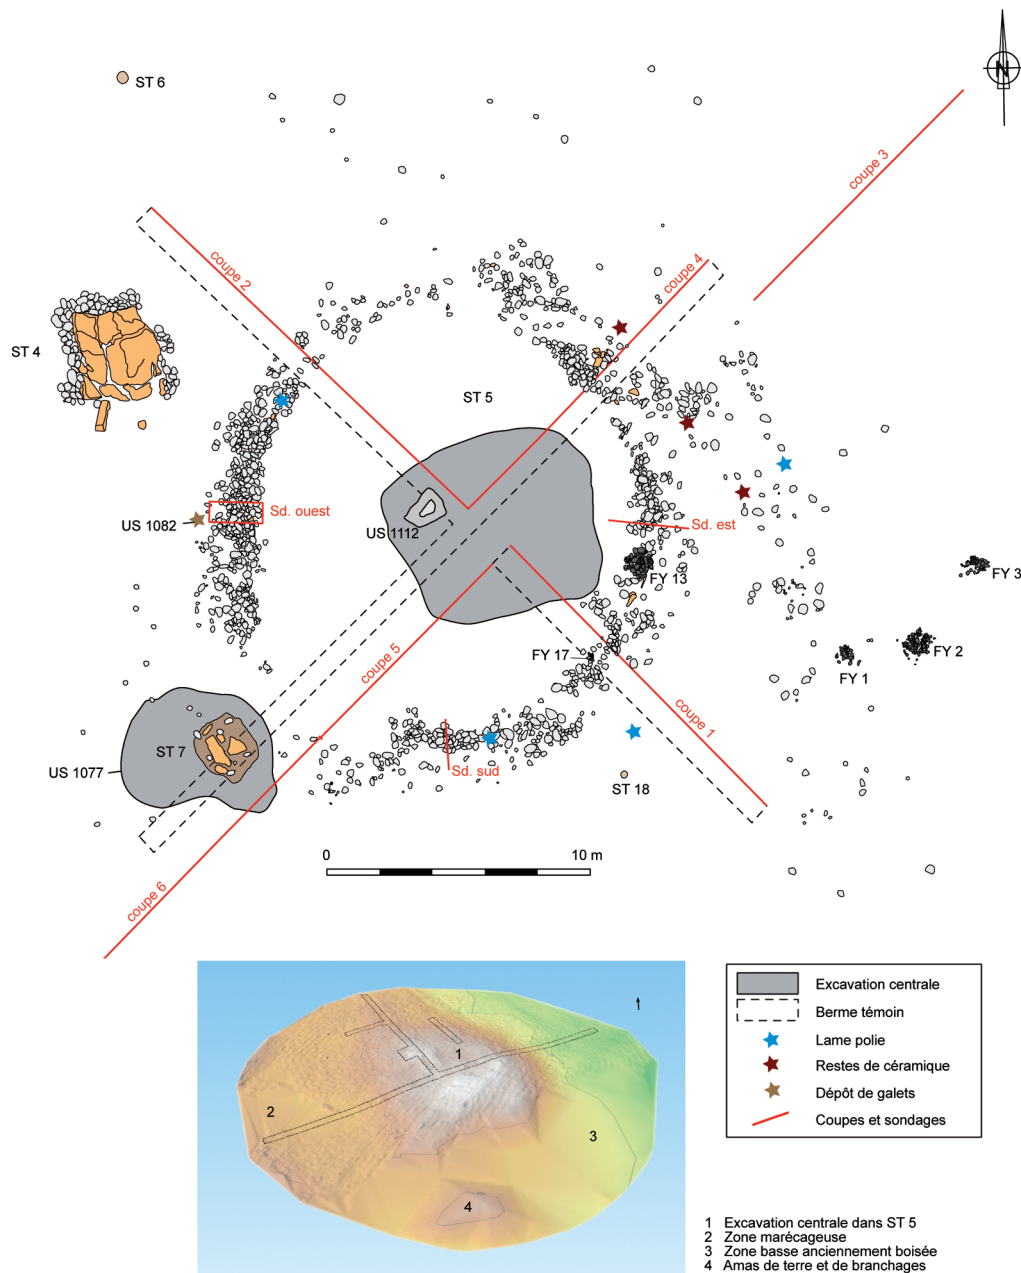 N
ST 6
coupe 3
coupe 2
coupe 4
ST 4
ST 5
US 1082
Sd. ouest
US 1112
Sd. est
FY 13
FY 3
FY 17
FY 1
FY 2
coupe 5
coupe 1
ST 7
US 1077
Sd. sud
ST 18
coupe 6
0 10 m
1
2
3
4
Excavation centrale
Berme témoin
Lame polie
Restes de céramique
Dépôt de galets
Coupes et sondages
1 Excavation centrale dans ST 5
2 Zone marécageuse
3 Zone basse anciennement boisée
4 Amas de terre et de branchages